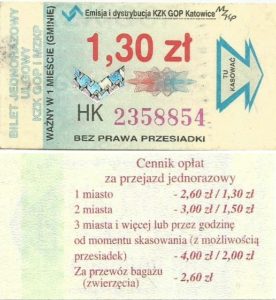 Emisja i dystrybucja KZK GOP Katowice
MZKP
BILET JEDNORAZOWY
ULGOWY
KZK GOP i MZKP
WAŻNY W 1 MIEŚCIE (GMINIE)
1,30 zł
TU
KASOWAĆ
HK 2358854
BEZ PRAWA PRZESIADKI
Cennik opłat
za przejazd jednorazowy
1 miasto - 2,60 zł / 1,30 zł
2 miasta - 3,00 zł / 1,50 zł
3 miasta i więcej lub przez godzinę
od momentu skasowania (z możliwością
przesiadek) - 4,00 zł / 2,00 zł
Za przewóz bagażu
(zwierzęcia) - 2,60 zł